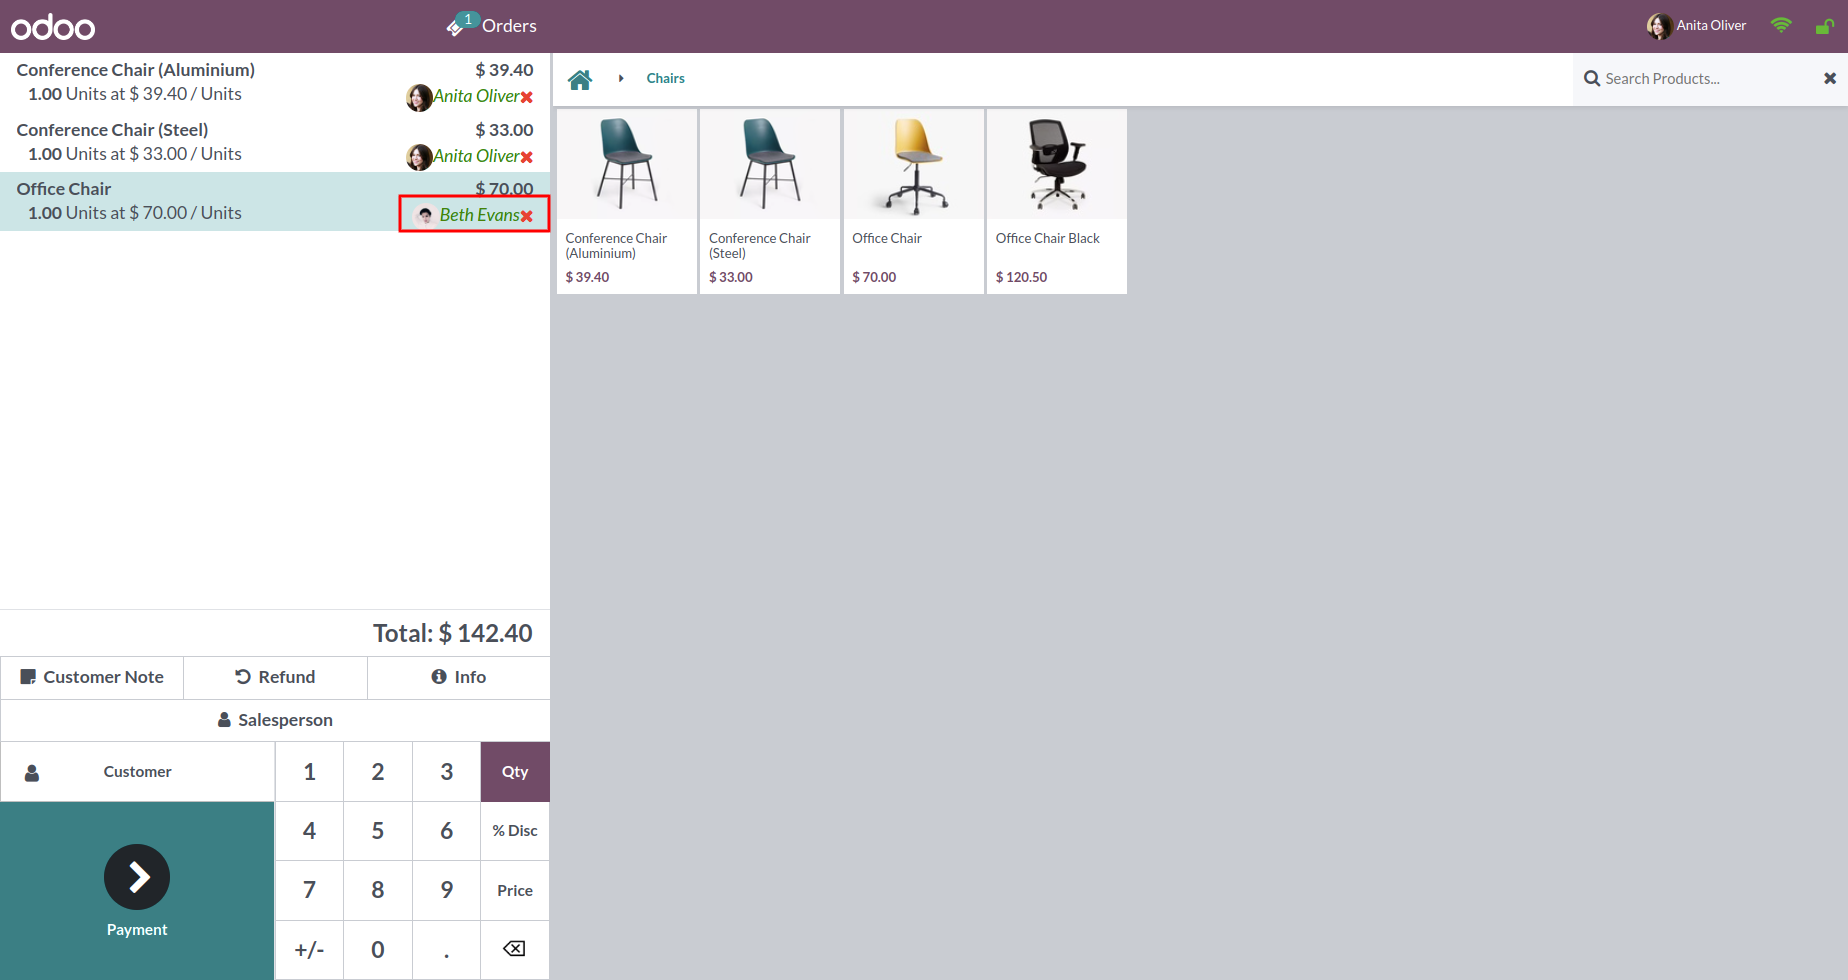 odoo
1
Orders
Anita Oliver
Conference Chair (Aluminium) $ 39.40
1.00 Units at $ 39.40 / Units Anita Oliver
Conference Chair (Steel) $ 33.00
1.00 Units at $ 33.00 / Units Anita Oliver
Office Chair $ 70.00
1.00 Units at $ 70.00 / Units Beth Evans
Total: $ 142.40
Customer Note Refund Info
Salesperson
Customer 1 2 3 Qty
4 5 6 % Disc
7 8 9 Price
Payment
+/- 0 .
Chairs
Search Products...
Conference Chair
(Aluminium)
$ 39.40
Conference Chair
(Steel)
$ 33.00
Office Chair
$ 70.00
Office Chair Black
$ 120.50